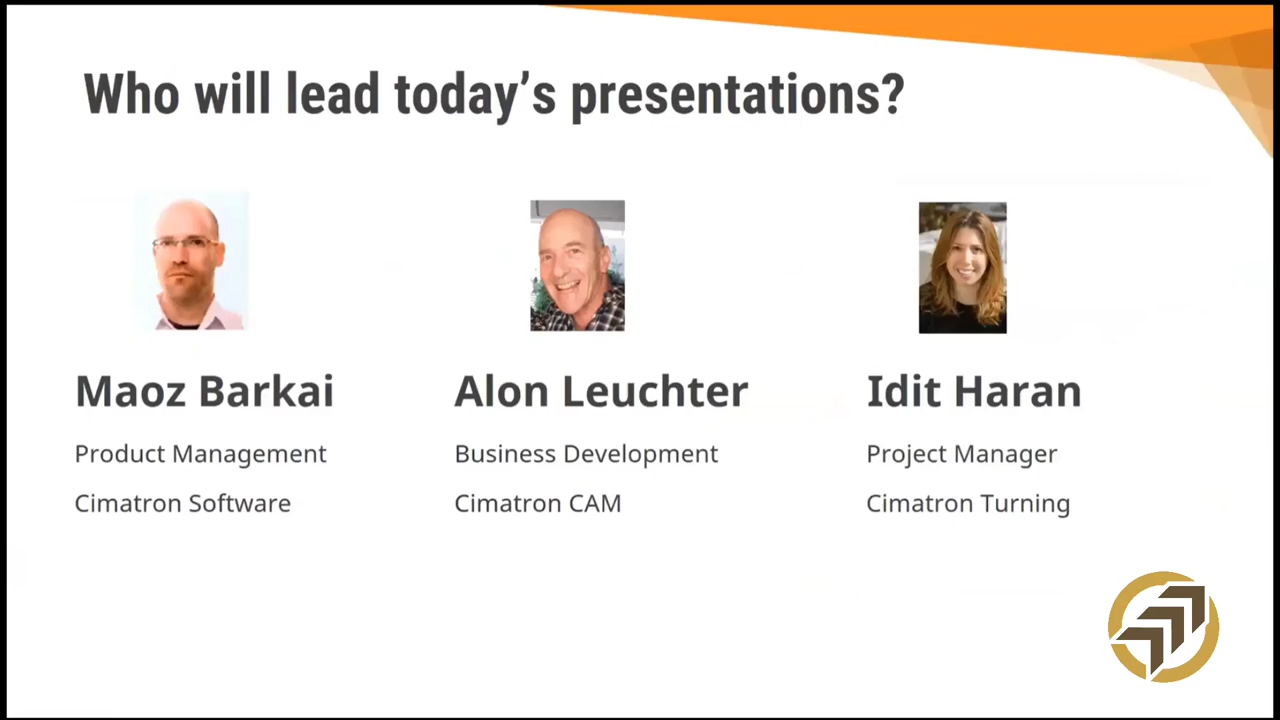 Who will lead today’s presentations?
Maoz Barkai
Product Management
Cimatron Software
Alon Leuchter
Business Development
Cimatron CAM
Idit Haran
Project Manager
Cimatron Turning